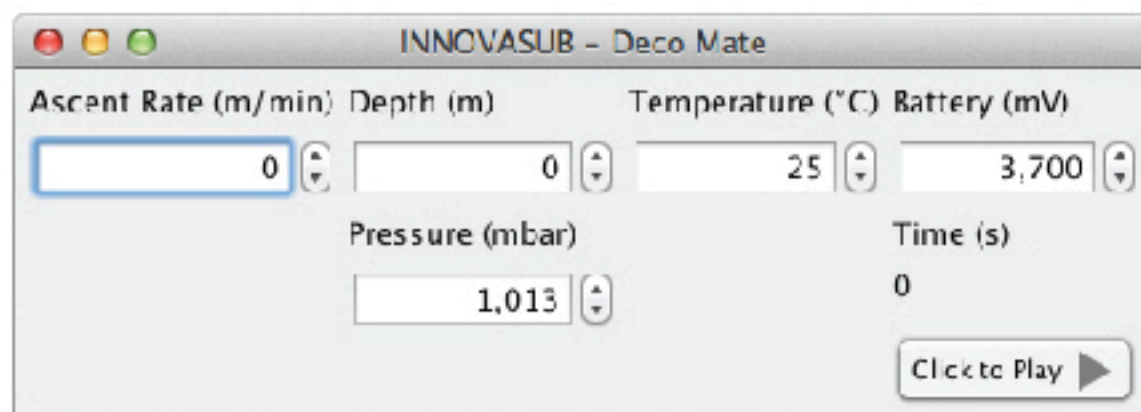 INNOVASUB – Deco Mate
Ascent Rate (m/min) Depth (m) Temperature (°C) Battery (mV)
0 0 25 3,700
Pressure (mbar) Time (s)
1,013 0
Click to Play